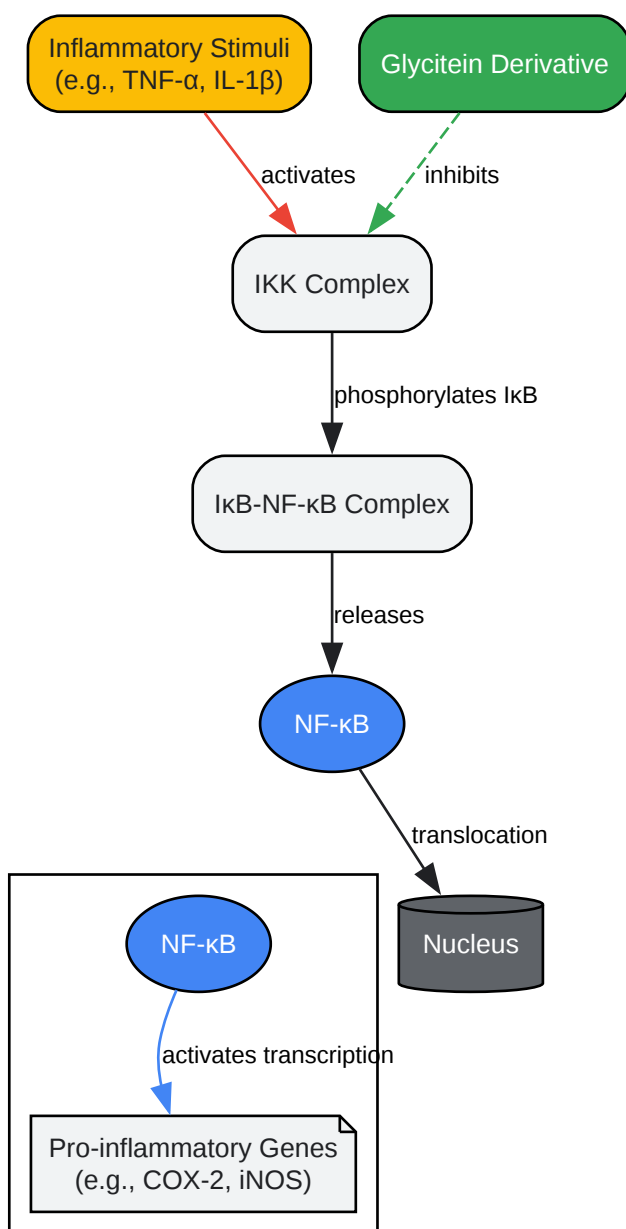 Inflammatory Stimuli
(e.g., TNF-α, IL-1β)
Glycitein Derivative
activates
inhibits
IKK Complex
phosphorylates IκB
IκB-NF-κB Complex
releases
NF-κB
translocation
NF-κB
Nucleus
activates transcription
Pro-inflammatory Genes
(e.g., COX-2, iNOS)